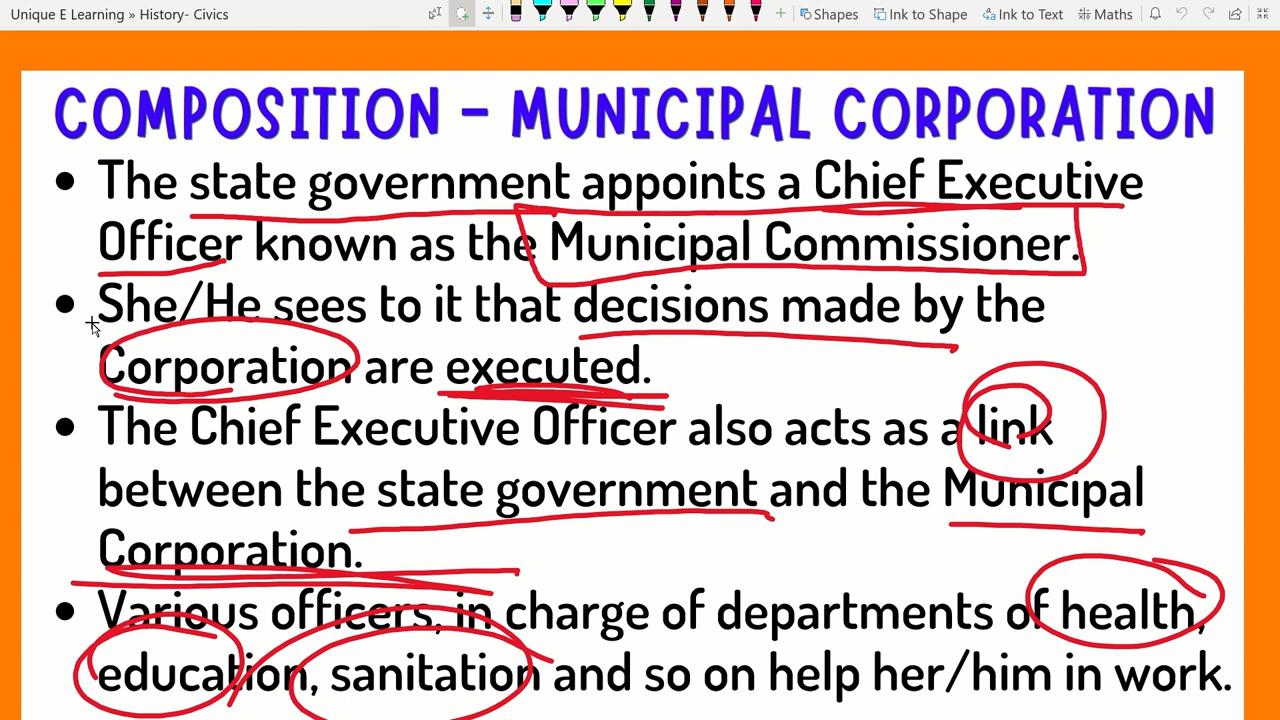 Unique E Learning » History- Civics
Shapes Ink to Shape Ink to Text Maths
COMPOSITION - MUNICIPAL CORPORATION
• The state government appoints a Chief Executive
Officer known as the Municipal Commissioner.
• She/He sees to it that decisions made by the
Corporation are executed.
• The Chief Executive Officer also acts as a link
between the state government and the Municipal
Corporation.
• Various officers, in charge of departments of health,
education, sanitation and so on help her/him in work.